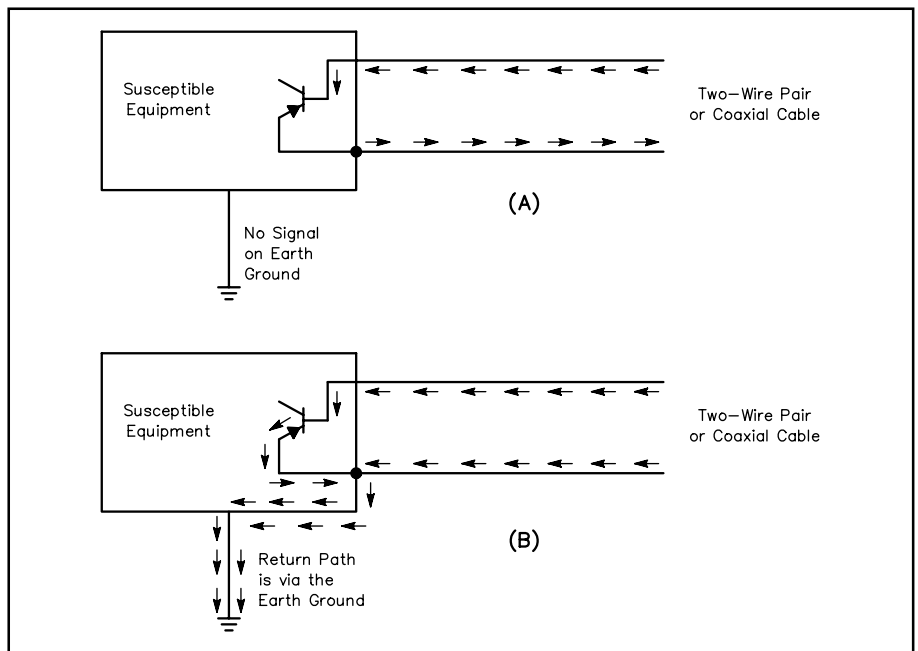 Susceptible
Equipment
Two-Wire Pair
or Coaxial Cable
(A)
No Signal
on Earth
Ground
Susceptible
Equipment
Two-Wire Pair
or Coaxial Cable
(B)
Return Path
is via the
Earth Ground